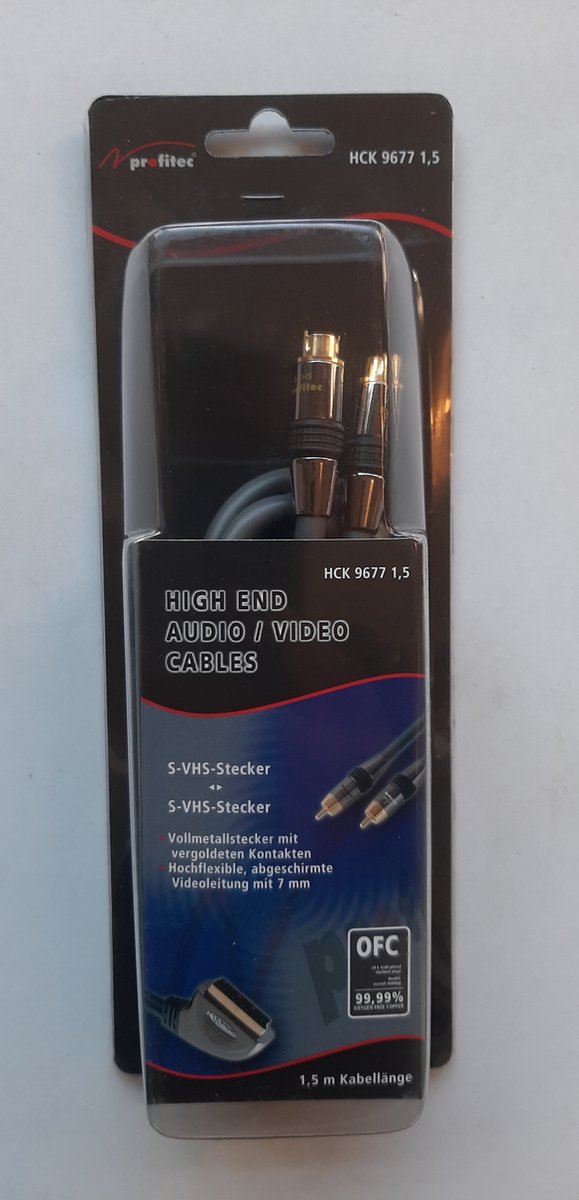 profitec®
HCK 9677 1,5
VHS
HCK 9677 1,5
HIGH END
AUDIO / VIDEO
CABLES
S-VHS-Stecker
S-VHS-Stecker
Vollmetallstecker mit
vergoldeten Kontakten
Hochflexible, abgeschirmte
Videoleitung mit 7 mm
OFC
99,99%
OXYGEN FREE COPPER
1,5 m Kabellänge